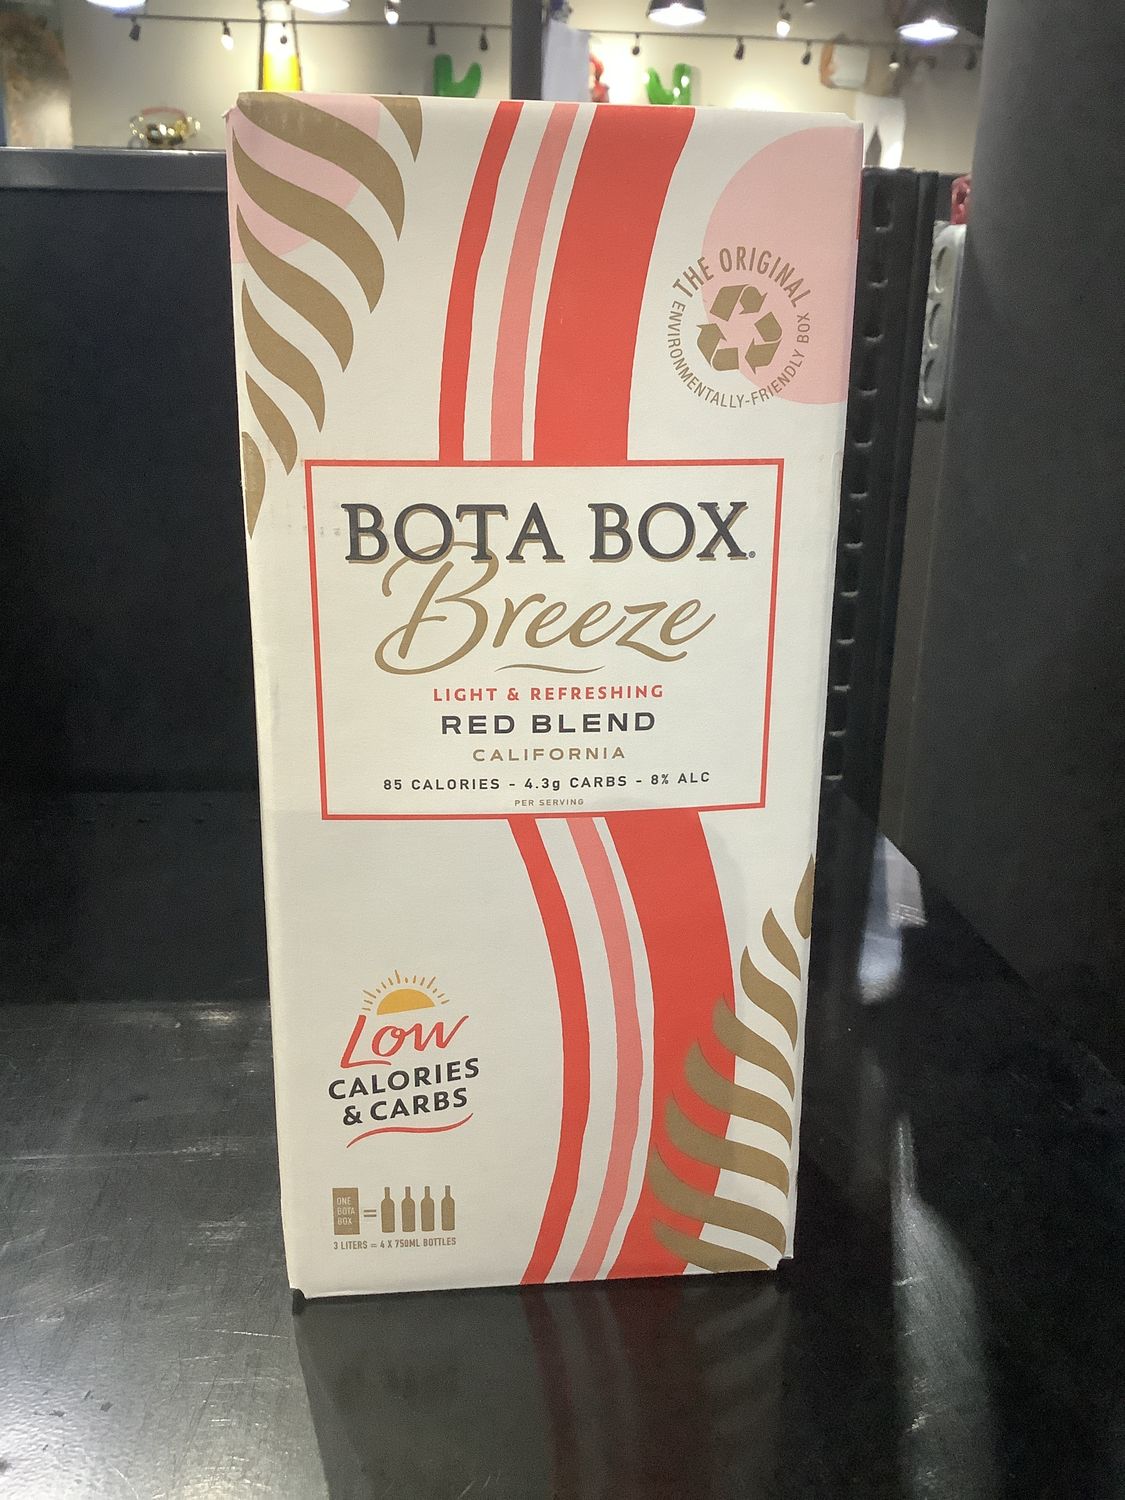 THE ORIGINAL
ENVIRONMENTALLY-FRIENDLY BOX
BOTA BOX®
Breeze
LIGHT & REFRESHING
RED BLEND
CALIFORNIA
85 CALORIES - 4.3g CARBS - 8% ALC
PER SERVING
Low
CALORIES
& CARBS
ONE
BOTA
BOX
=
3 LITERS = 4 X 750ML BOTTLES